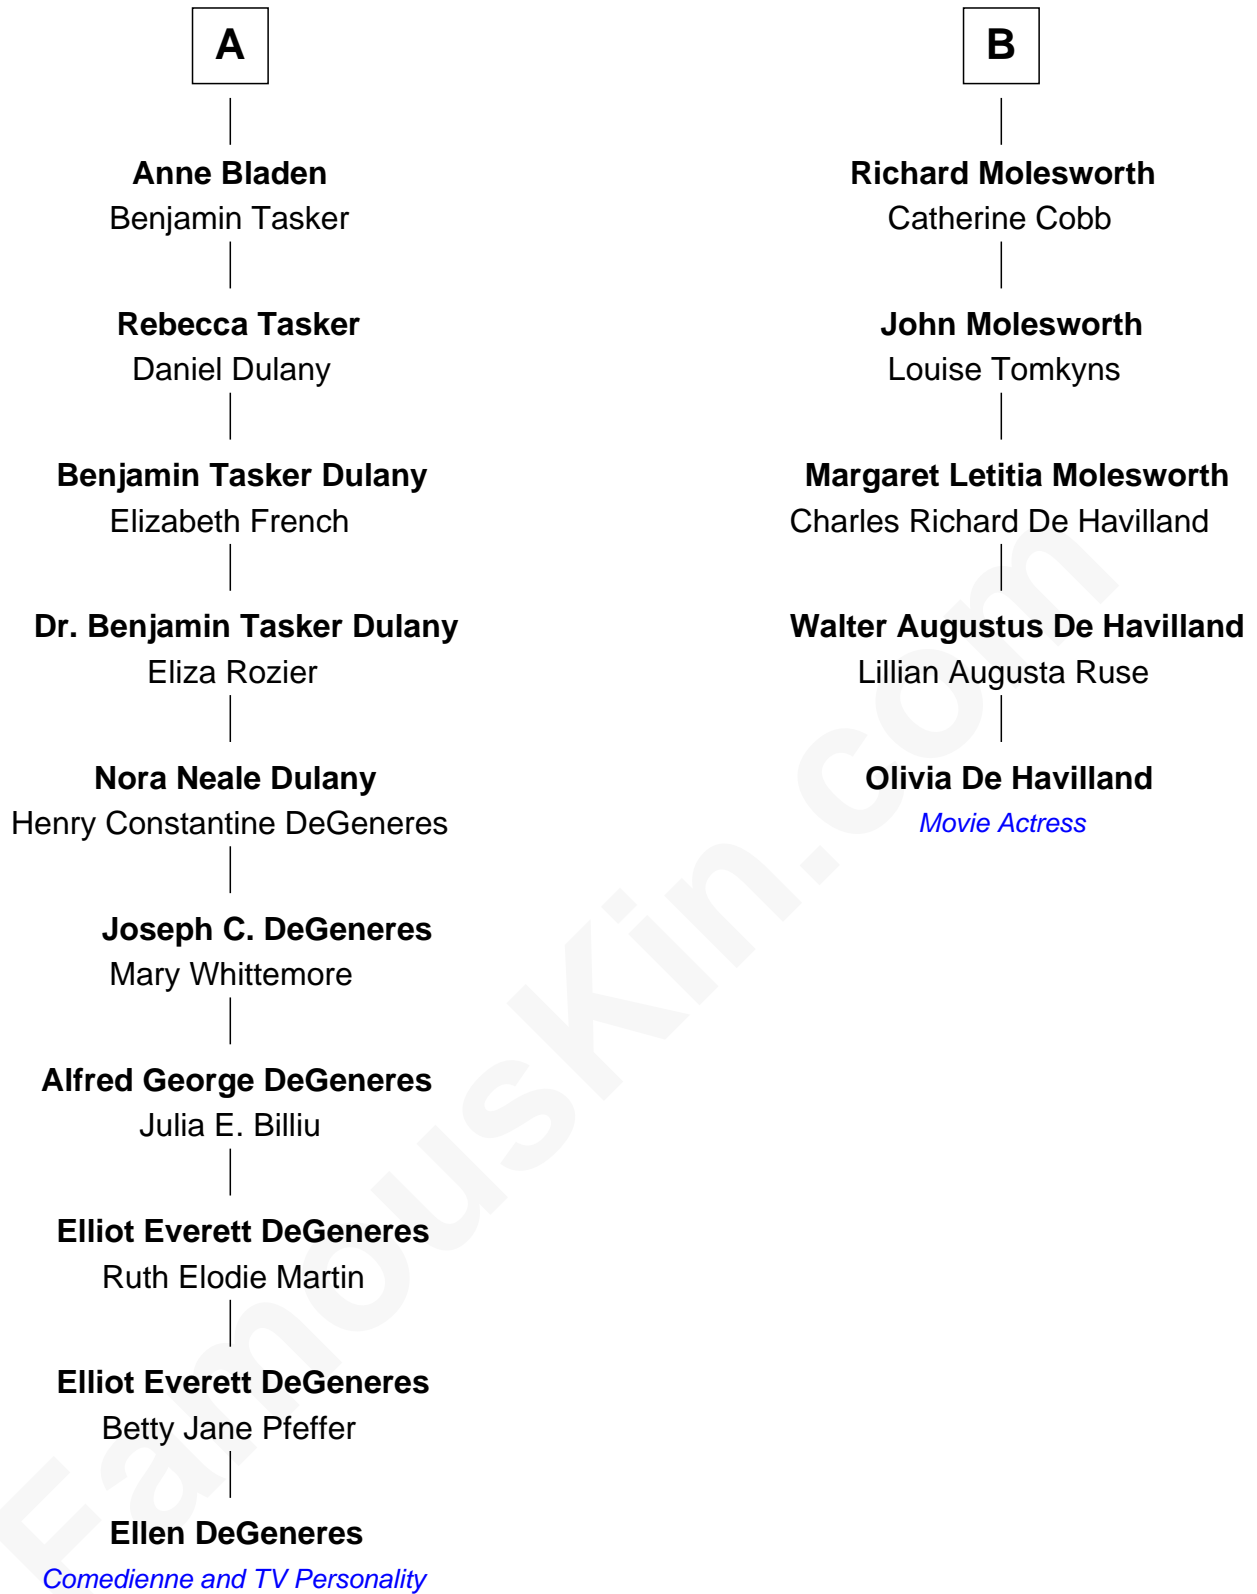 A
Anne Bladen
Benjamin Tasker
Rebecca Tasker
Daniel Dulany
Benjamin Tasker Dulany
Elizabeth French
Dr. Benjamin Tasker Dulany
Eliza Rozier
Nora Neale Dulany
Henry Constantine DeGeneres
Joseph C. DeGeneres
Mary Whittemore
Alfred George DeGeneres
Julia E. Billiu
Elliot Everett DeGeneres
Ruth Elodie Martin
Elliot Everett DeGeneres
Betty Jane Pfeffer
Ellen DeGeneres
Comedienne and TV Personality
B
Richard Molesworth
Catherine Cobb
John Molesworth
Louise Tomkyns
Margaret Letitia Molesworth
Charles Richard De Havilland
Walter Augustus De Havilland
Lillian Augusta Ruse
Olivia De Havilland
Movie Actress
FamousKin.com